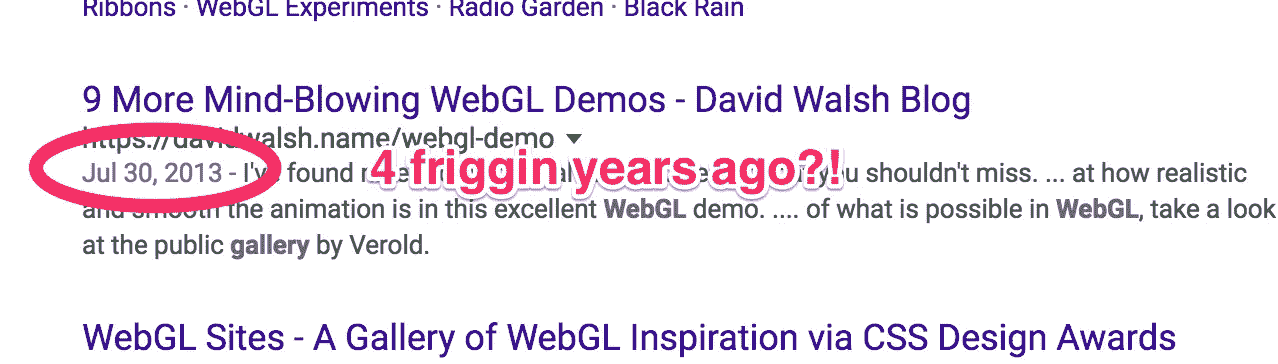 Ribbons · WebGL Experiments · Radio Garden · Black Rain
9 More Mind-Blowing WebGL Demos - David Walsh Blog
https://davidwalsh.name/webgl-demo
Jul 30, 2013 - I've found you shouldn't miss. ... at how realistic
4 friggin years ago?!
and smooth the animation is in this excellent WebGL demo. .... of what is possible in WebGL, take a look
at the public gallery by Verold.
WebGL Sites - A Gallery of WebGL Inspiration via CSS Design Awards